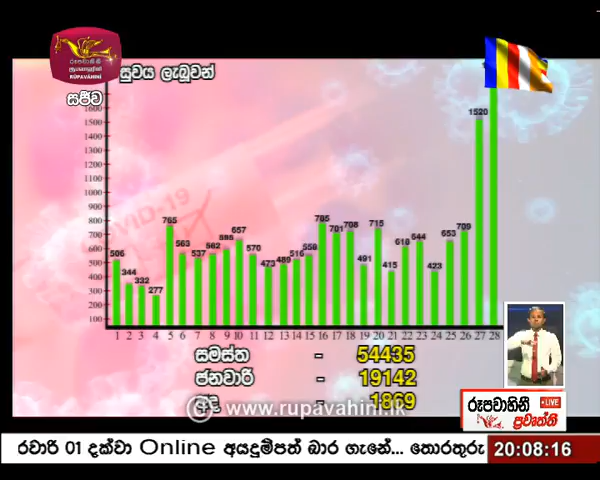 රූපවාහිනී
RUPAVAHINI
සජීව
සුවය ලැබූවන්
1600
1500
1400
1300
1200
1100
1000
900
800
700
600
500
400
300
200
100
506 344 332 277 765 563 537 562 595 657 570 473 489 516 559 785 701 708 491 715 415 610 644 423 653 709 1520
1 2 3 4 5 6 7 8 9 10 11 12 13 14 15 16 17 18 19 20 21 22 23 24 25 26 27 28
COVID-19
සමස්ත - 54435
ජනවාරි - 19142
අද - 1869
www.rupavahini.lk
රූපවාහිනී LIVE
ප්‍රවෘත්ති
රවාරි 01 දක්වා Online අයදුම්පත් බාර ගැනේ... තොරතුරු
20:08:16